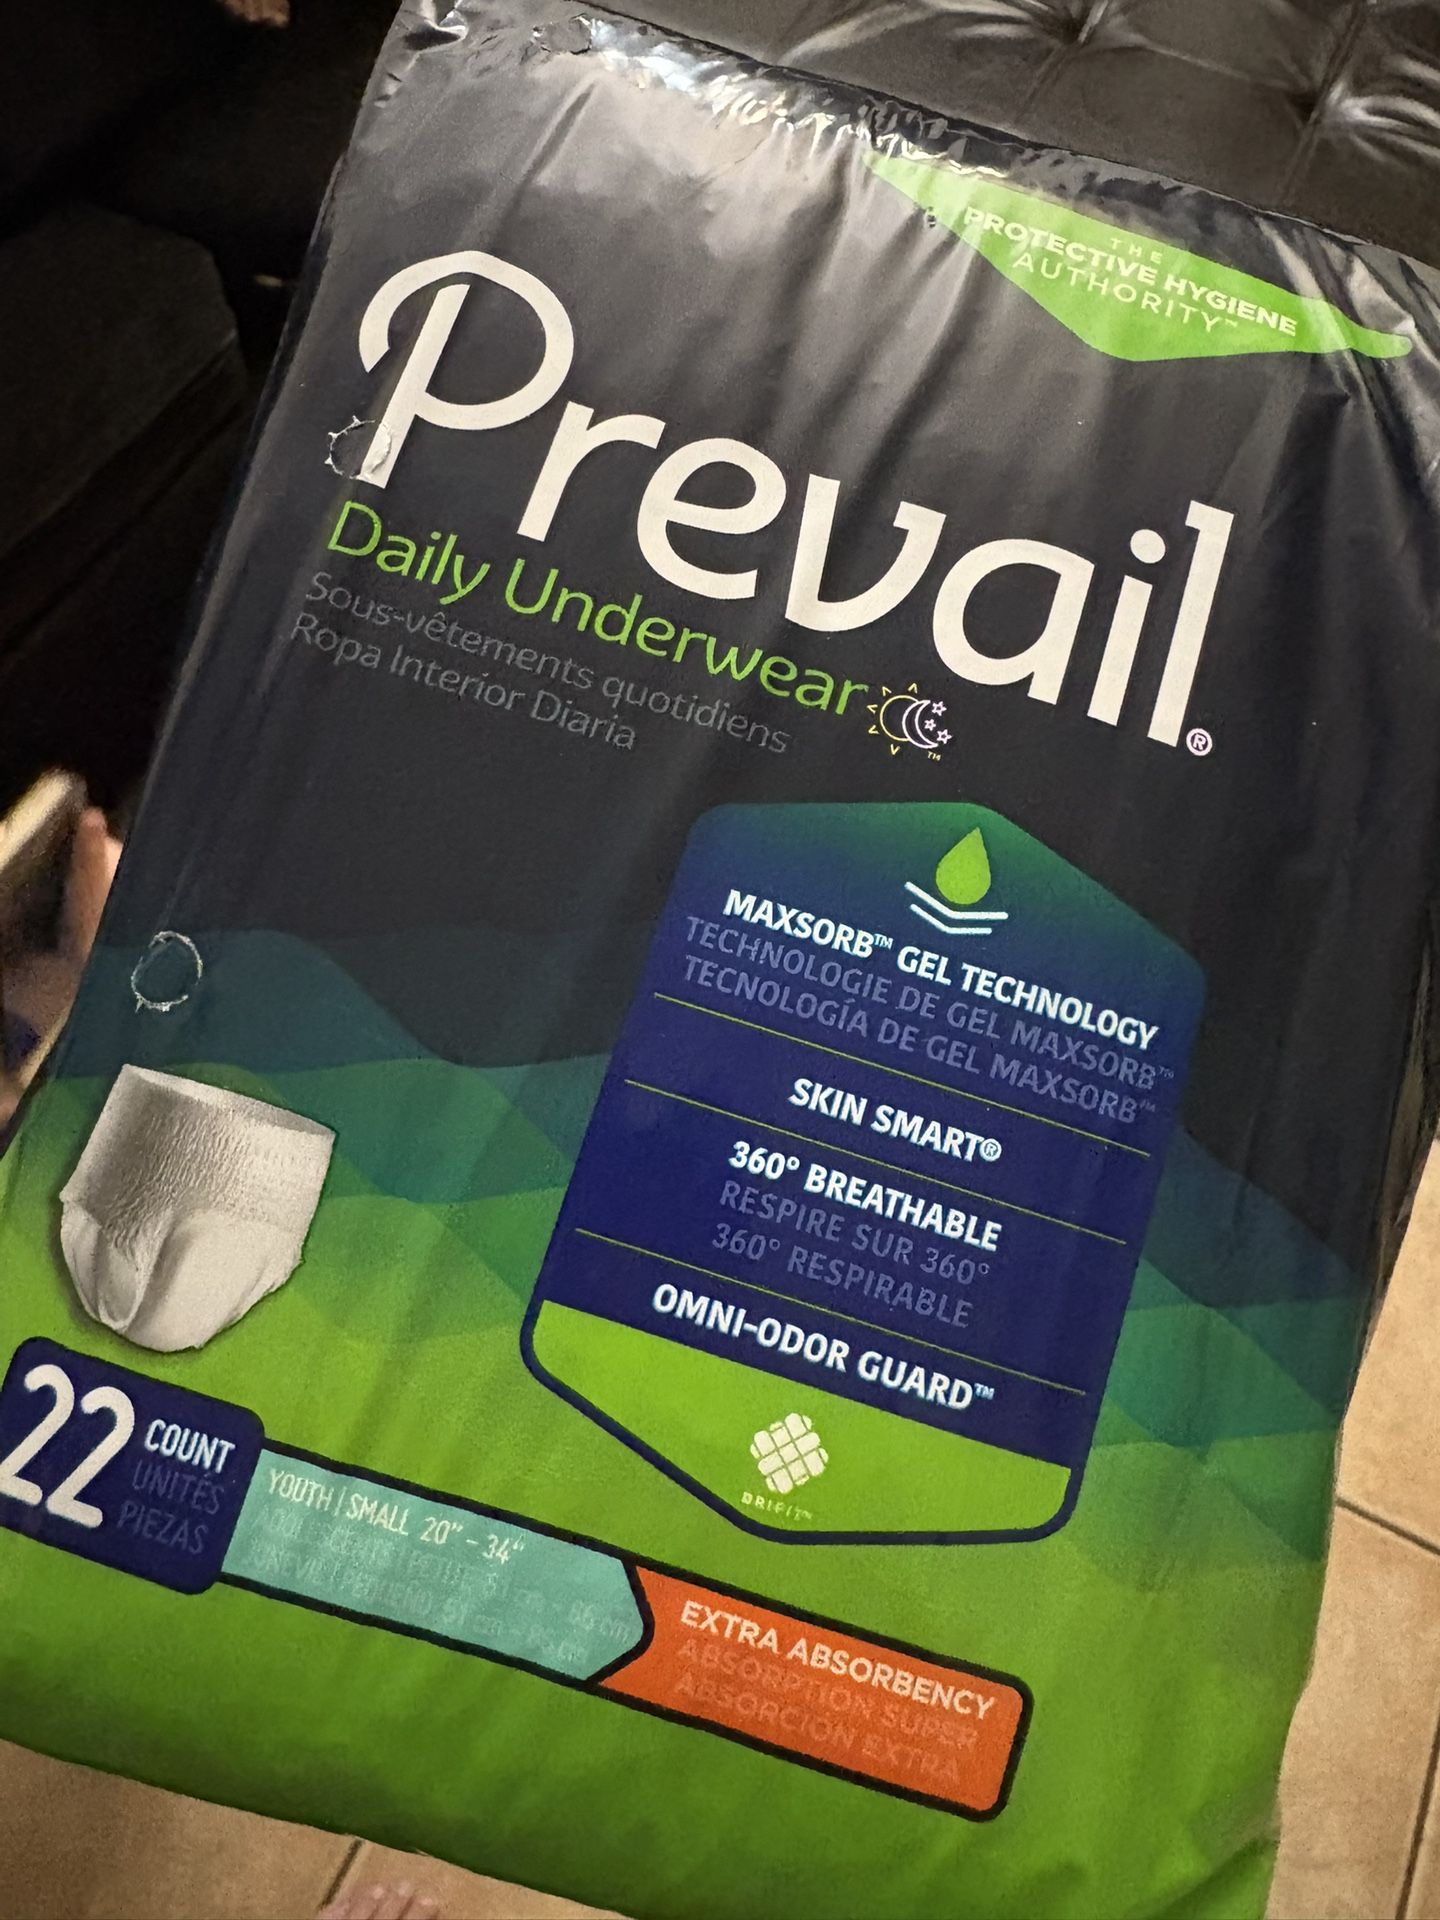 THE
PROTECTIVE HYGIENE
AUTHORITY™
Prevail®
Daily Underwear ™
Sous-vêtements quotidiens
Ropa Interior Diaria
MAXSORB™ GEL TECHNOLOGY
TECHNOLOGIE DE GEL MAXSORB™
TECNOLOGÍA DE GEL MAXSORB™
SKIN SMART®
360° BREATHABLE
RESPIRE SUR 360°
360° RESPIRABLE
OMNI-ODOR GUARD™
DRIFIT™
22 COUNT
UNITÉS
PIEZAS
YOUTH | SMALL 20" - 34"
EXTRA ABSORBENCY
ABSORPTION SUPER
ABSORCIÓN EXTRA